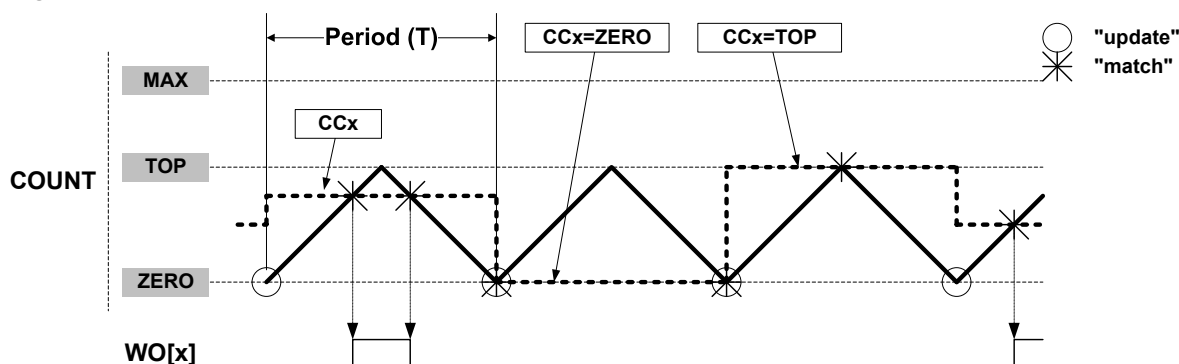 Period (T)
CCx=ZERO
CCx=TOP
"update"
"match"
MAX
CCx
TOP
COUNT
ZERO
WO[x]